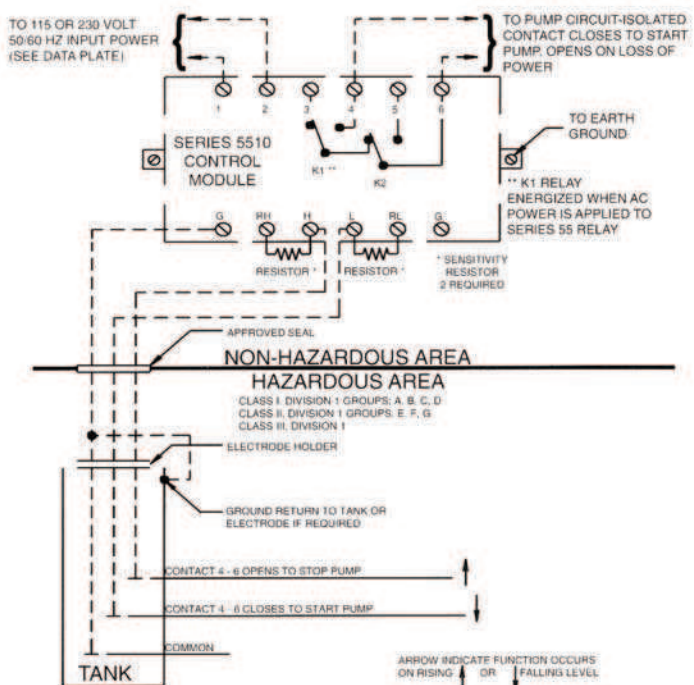 TO 115 OR 230 VOLT
50/60 HZ INPUT POWER
(SEE DATA PLATE)
TO PUMP CIRCUIT-ISOLATED
CONTACT CLOSES TO START
PUMP. OPENS ON LOSS OF
POWER
1 2 3 4 5 6
SERIES 5510
CONTROL
MODULE
K1 **
K2
TO EARTH
GROUND
** K1 RELAY
ENERGIZED WHEN AC
POWER IS APPLIED TO
SERIES 55 RELAY
G RH H L RL G
RESISTOR *
RESISTOR *
* SENSITIVITY
RESISTOR
2 REQUIRED
APPROVED SEAL
NON-HAZARDOUS AREA
HAZARDOUS AREA
CLASS I. DIVISION 1 GROUPS: A. B. C. D
CLASS II. DIVISION 1 GROUPS. E. F. G
CLASS III. DIVISION 1
ELECTRODE HOLDER
GROUND RETURN TO TANK OR
ELECTRODE IF REQUIRED
CONTACT 4 - 6 OPENS TO STOP PUMP
CONTACT 4 - 6 CLOSES TO START PUMP
COMMON
TANK
ARROW INDICATE FUNCTION OCCURS
ON RISING OR FALLING LEVEL